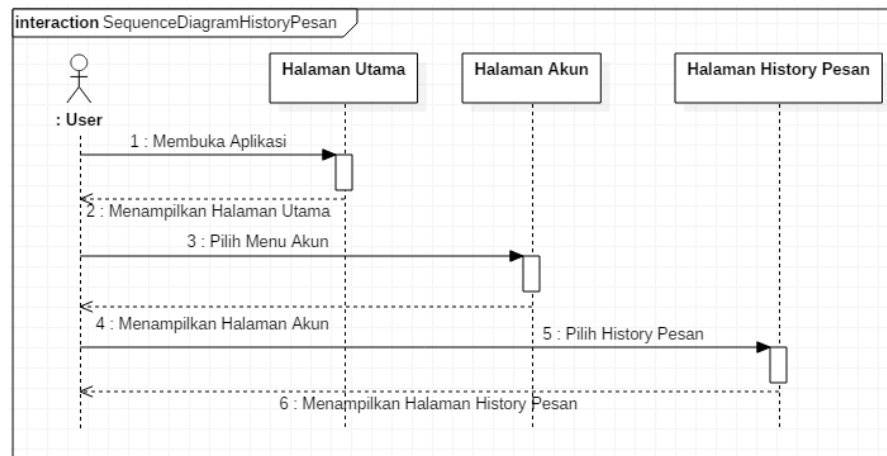 interaction SequenceDiagramHistoryPesan
Halaman Utama
Halaman Akun
Halaman History Pesan
: User
1 : Membuka Aplikasi
2 : Menampilkan Halaman Utama
3 : Pilih Menu Akun
4 : Menampilkan Halaman Akun
5 : Pilih History Pesan
6 : Menampilkan Halaman History Pesan